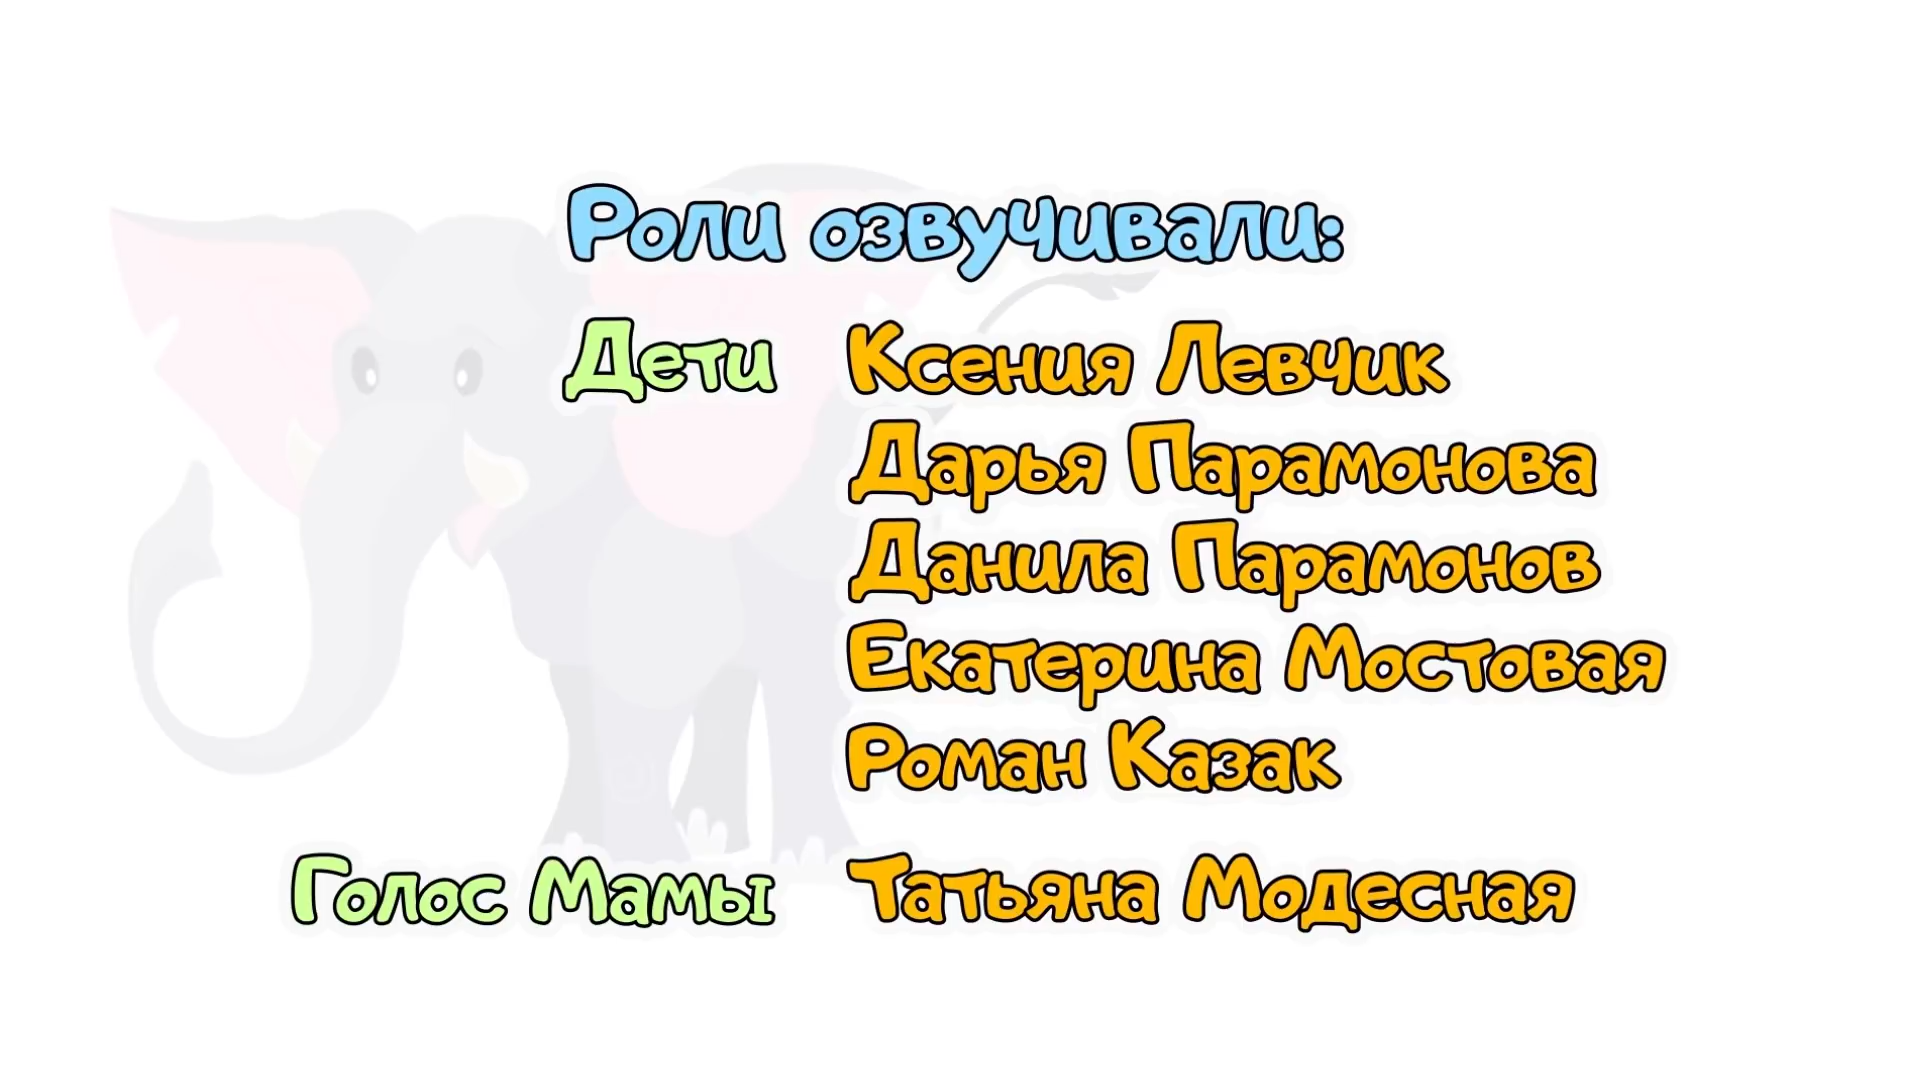 Роли озвучивали:
Дети Ксения Левчик
Дарья Парамонова
Данила Парамонов
Екатерина Мостовая
Роман Казак
Голос Мамы Татьяна Модесная